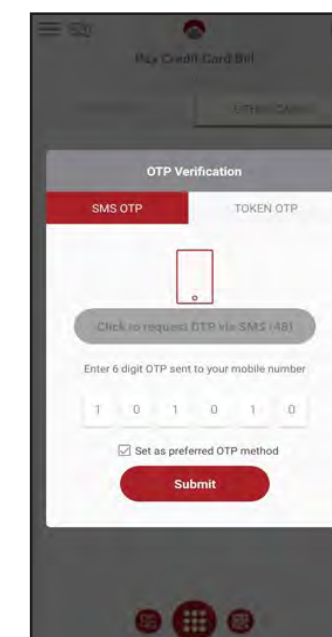 Pay Credit Card Bill
OTP Verification
SMS OTP
TOKEN OTP
Click to request OTP via SMS (48)
Enter 6 digit OTP sent to your mobile number
1 0 1 0 1 0
Set as preferred OTP method
Submit